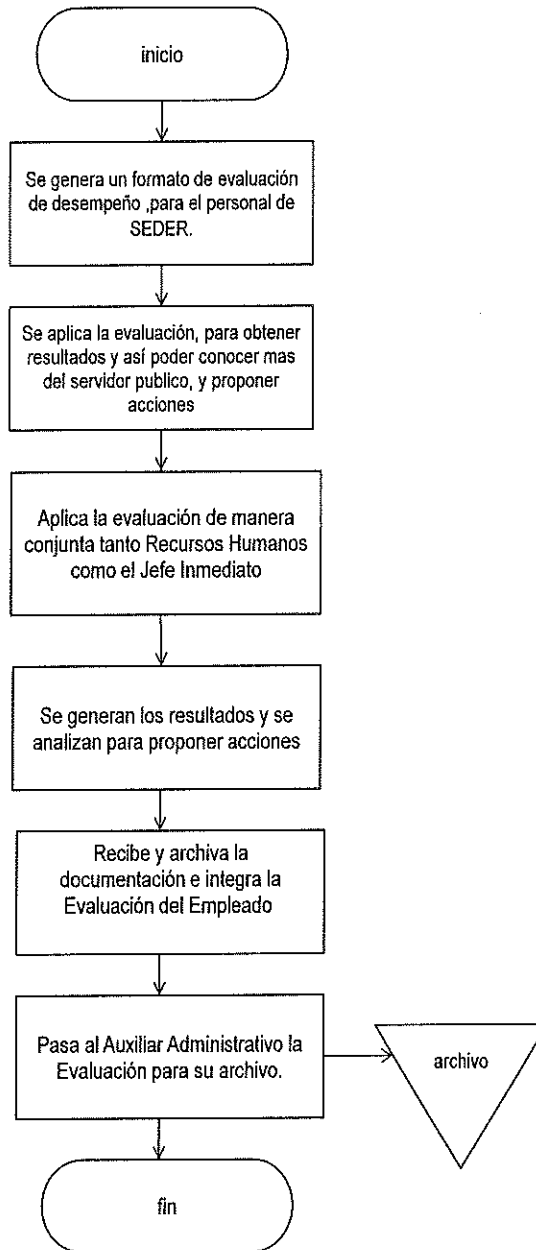 inicio
Se genera un formato de evaluación
de desempeño ,para el personal de
SEDER.
Se aplica la evaluación, para obtener
resultados y así poder conocer mas
del servidor publico, y proponer
acciones
Aplica la evaluación de manera
conjunta tanto Recursos Humanos
como el Jefe Inmediato
Se generan los resultados y se
analizan para proponer acciones
Recibe y archiva la
documentación e integra la
Evaluación del Empleado
Pasa al Auxiliar Administrativo la
Evaluación para su archivo.
archivo
fin